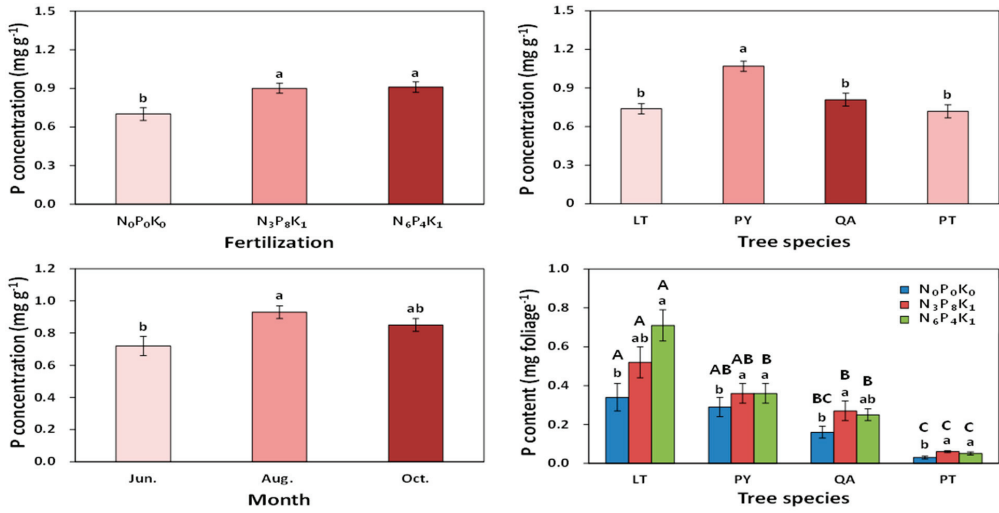 P concentration (mg g⁻¹)
1.5
1.2
0.9
0.6
0.3
0.0
b
a
a
N₀P₀K₀ N₃P₈K₁ N₆P₄K₁
Fertilization
P concentration (mg g⁻¹)
1.5
1.2
0.9
0.6
0.3
0
b
a
b
b
LT PY QA PT
Tree species
P concentration (mg g⁻¹)
1.2
1.0
0.8
0.6
0.4
0.2
0.0
b
a
ab
Jun. Aug. Oct.
Month
P content (mg foliage⁻¹)
1.0
0.8
0.6
0.4
0.2
0.0
N₀P₀K₀
N₃P₈K₁
N₆P₄K₁
A A A
b ab a
AB AB B
b a a
BC B B
b a ab
C C C
b a a
LT PY QA PT
Tree species